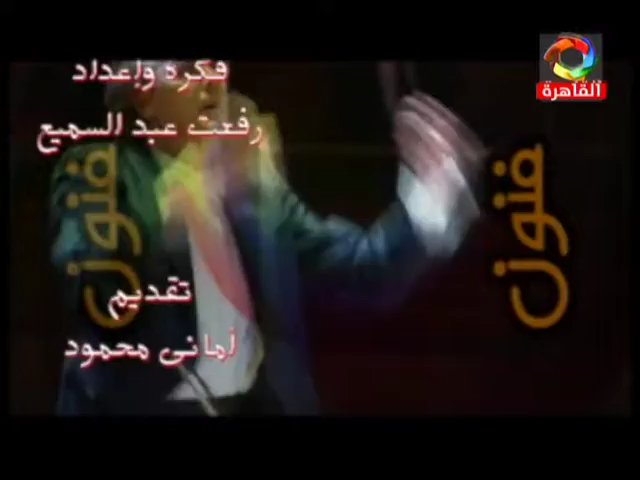 القاهرة
فكرة وإعداد
رفعت عبد السميع
فنون
فنون
تقديم
أمانى محمود